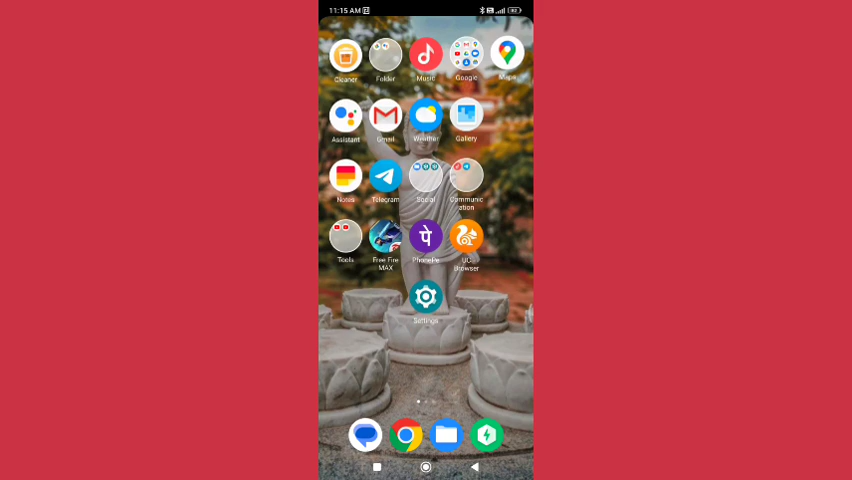 11:15 AM
Cleaner
Folder
Music
Google
Maps
Assistant
Gmail
Weather
Gallery
Notes
Telegram
Social
Communic
ation
Tools
Free Fire
MAX
पे
PhonePe
UC
Browser
Settings